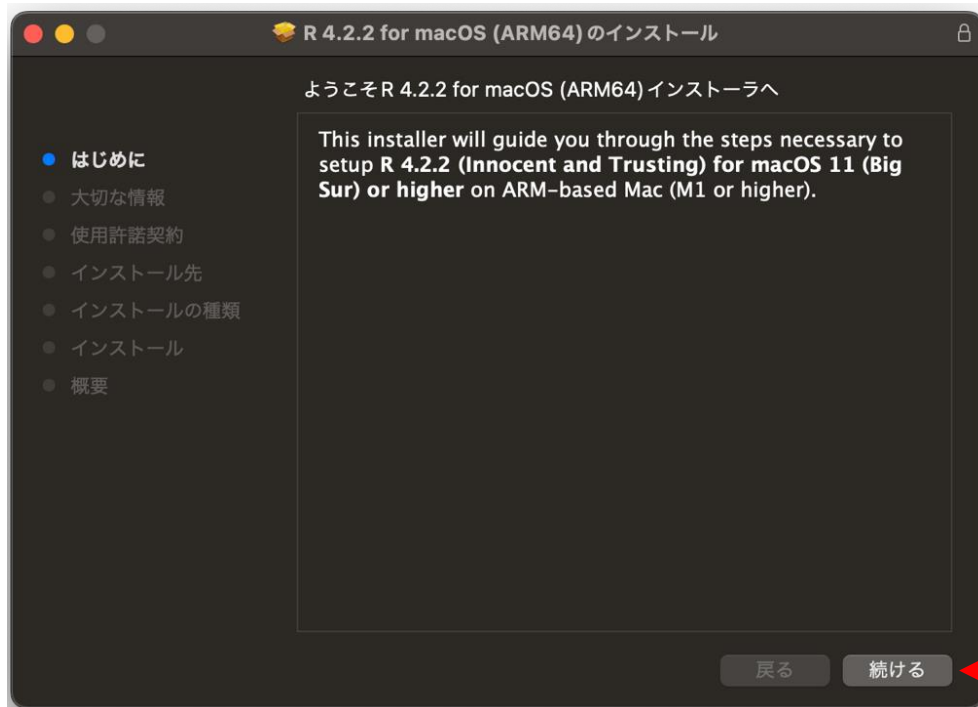 R 4.2.2 for macOS (ARM64)のインストール
ようこそR 4.2.2 for macOS (ARM64)インストーラへ
はじめに
大切な情報
使用許諾契約
インストール先
インストールの種類
インストール
概要
This installer will guide you through the steps necessary to
setup R 4.2.2 (Innocent and Trusting) for macOS 11 (Big
Sur) or higher on ARM-based Mac (M1 or higher).
戻る
続ける